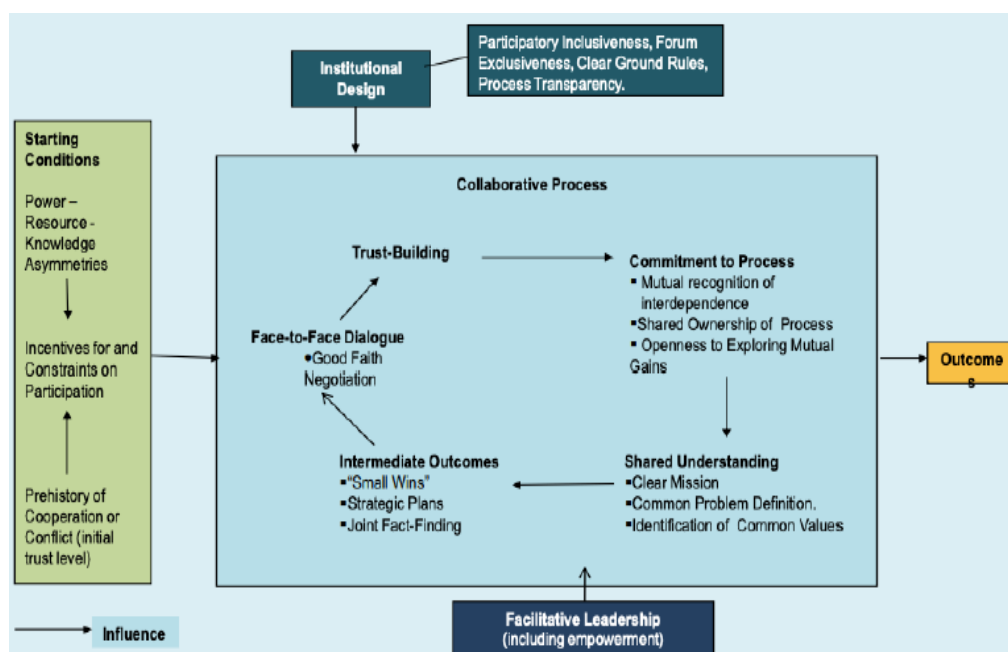 Institutional
Design
Participatory Inclusiveness, Forum
Exclusiveness, Clear Ground Rules,
Process Transparency.
Starting
Conditions
Power –
Resource -
Knowledge
Asymmetries
Incentives for and
Constraints on
Participation
Prehistory of
Cooperation or
Conflict (initial
trust level)
Collaborative Process
Trust-Building
Commitment to Process
▪ Mutual recognition of
interdependence
▪Shared Ownership of Process
▪ Openness to Exploring Mutual
Gains
Face-to-Face Dialogue
•Good Faith
Negotiation
Intermediate Outcomes
▪"Small Wins"
▪Strategic Plans
▪Joint Fact-Finding
Shared Understanding
▪Clear Mission
▪Common Problem Definition.
▪Identification of Common Values
Outcome
s
Facilitative Leadership
(including empowerment)
Influence